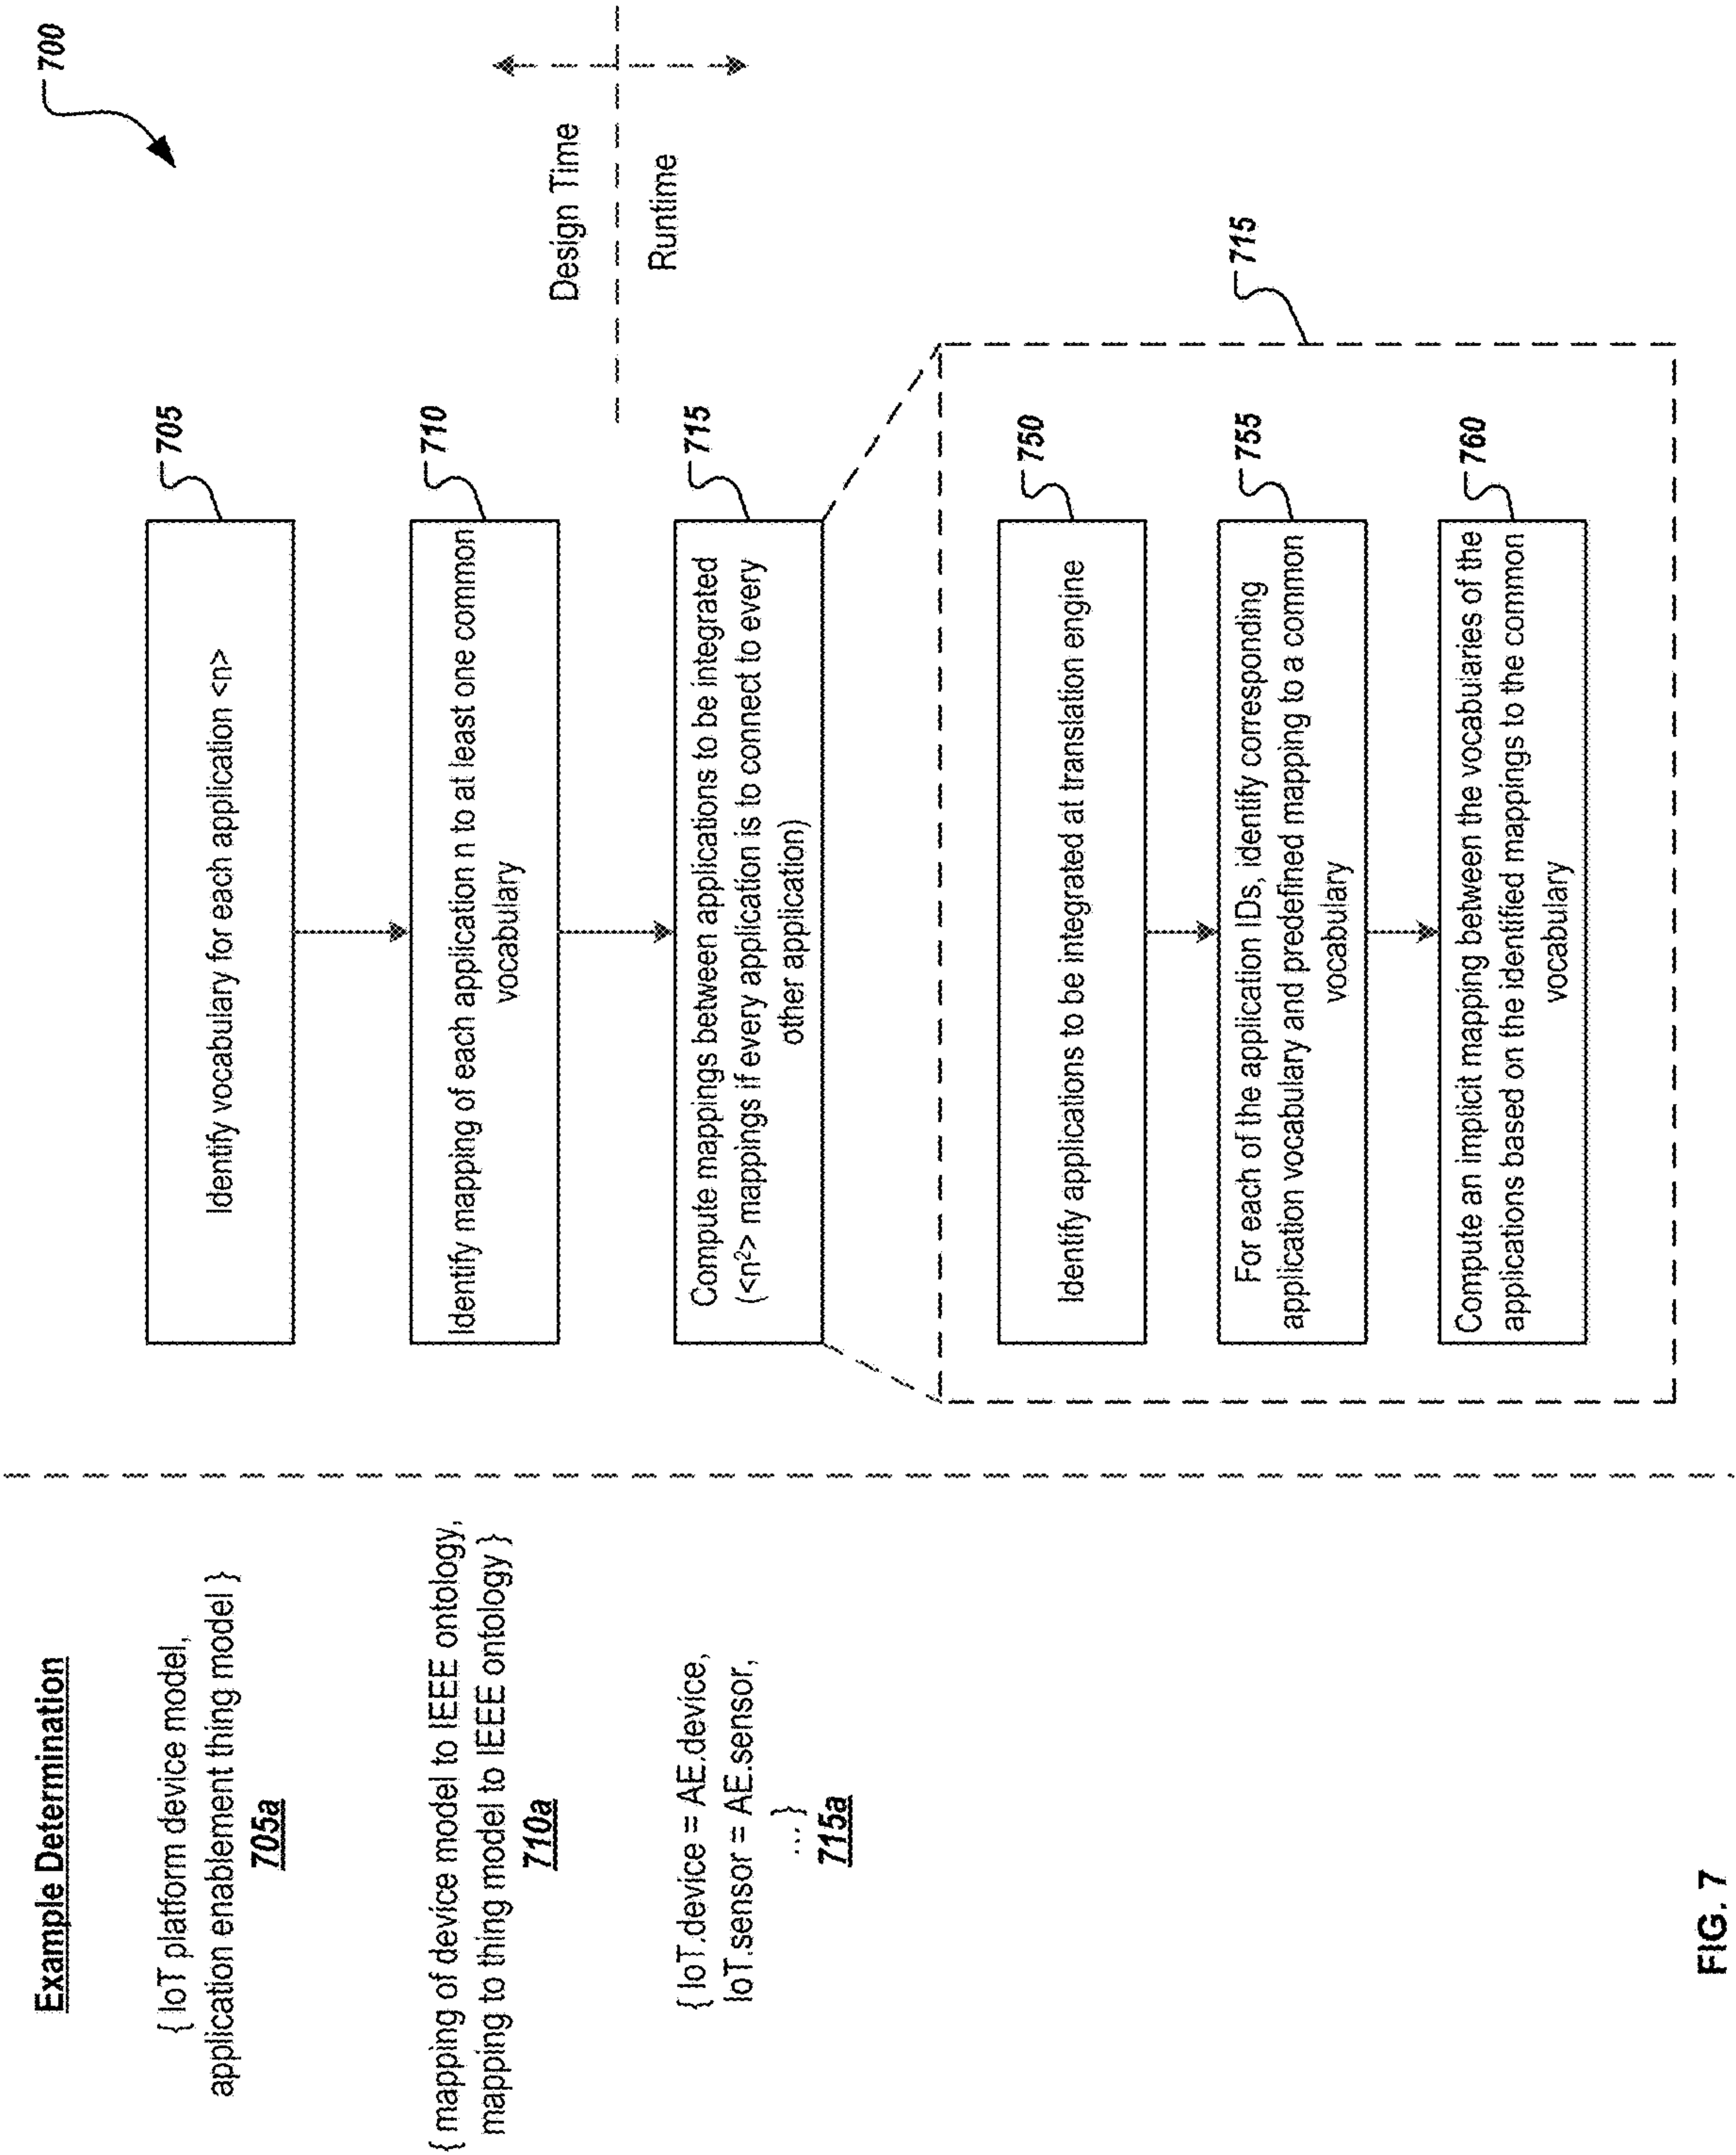 700
Example Determination
{ IoT platform device model,
application enablement thing model }
705a
Identify vocabulary for each application <n>
705
{ mapping of device model to IEEE ontology,
mapping to thing model to IEEE ontology }
710a
Identify mapping of each application n to at least one common
vocabulary
710
Design Time
Runtime
{ IoT.device = AE.device,
IoT.sensor = AE.sensor,
... }
715a
Compute mappings between applications to be integrated
(<n²> mappings if every application is to connect to every
other application)
715
715
Identify applications to be integrated at translation engine
750
For each of the application IDs, identify corresponding
application vocabulary and predefined mapping to a common
vocabulary
755
Compute an implicit mapping between the vocabularies of the
applications based on the identified mappings to the common
vocabulary
760
FIG. 7